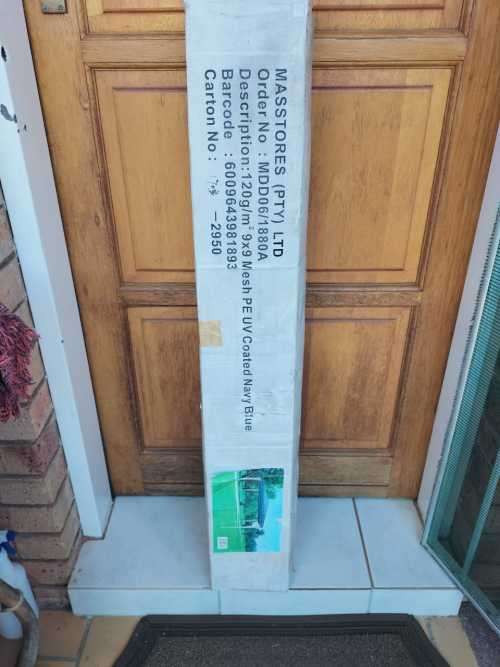 MASSTORES (PTY) LTD
Order No : MDD06/1880A
Description:120g/m² 9x9 Mesh PE UV Coated Navy Blue
Barcode : 6009643981893
Carton No: -2950